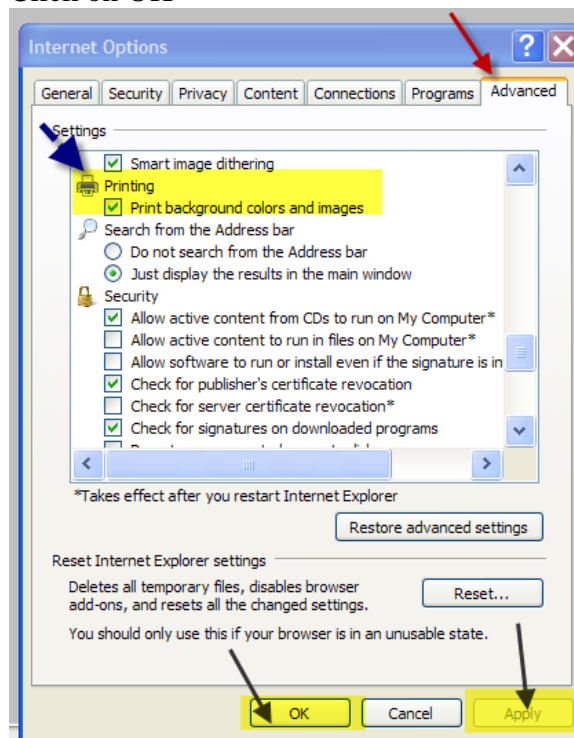 Internet Options
General Security Privacy Content Connections Programs Advanced
Settings
Smart image dithering
Printing
Print background colors and images
Search from the Address bar
Do not search from the Address bar
Just display the results in the main window
Security
Allow active content from CDs to run on My Computer*
Allow active content to run in files on My Computer*
Allow software to run or install even if the signature is in
Check for publisher's certificate revocation
Check for server certificate revocation*
Check for signatures on downloaded programs
*Takes effect after you restart Internet Explorer
Restore advanced settings
Reset Internet Explorer settings
Deletes all temporary files, disables browser
add-ons, and resets all the changed settings.
Reset...
You should only use this if your browser is in an unusable state.
OK Cancel Apply